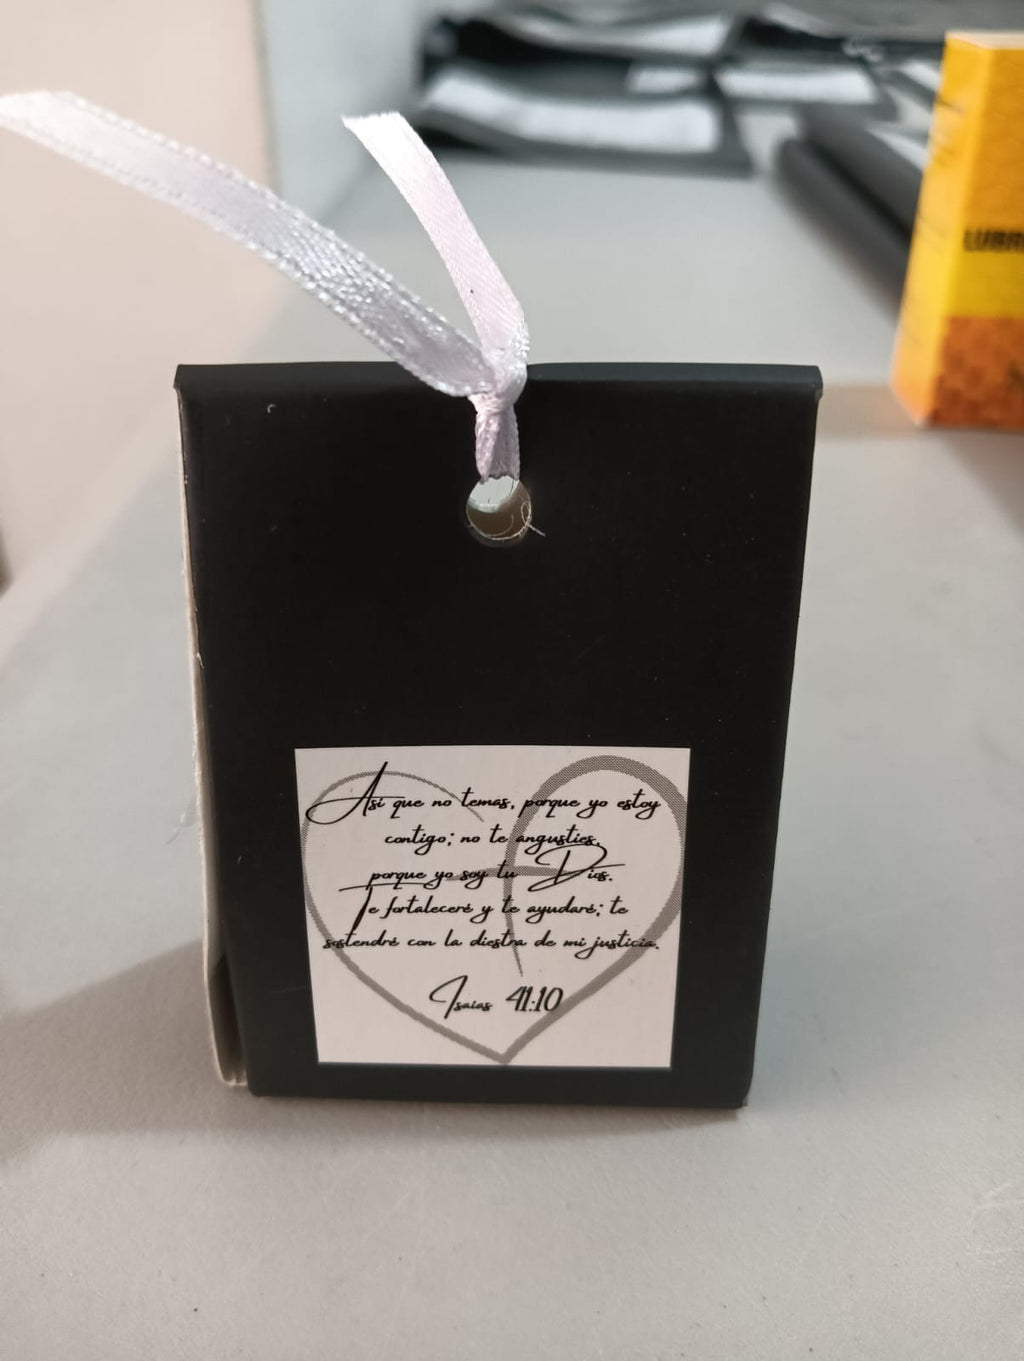 Así que no temas, porque yo estoy
contigo; no te angusties,
porque yo soy tu Dios.
Te fortaleceré y te ayudaré; te
sostendré con la diestra de mi justicia.
Isaias 41:10